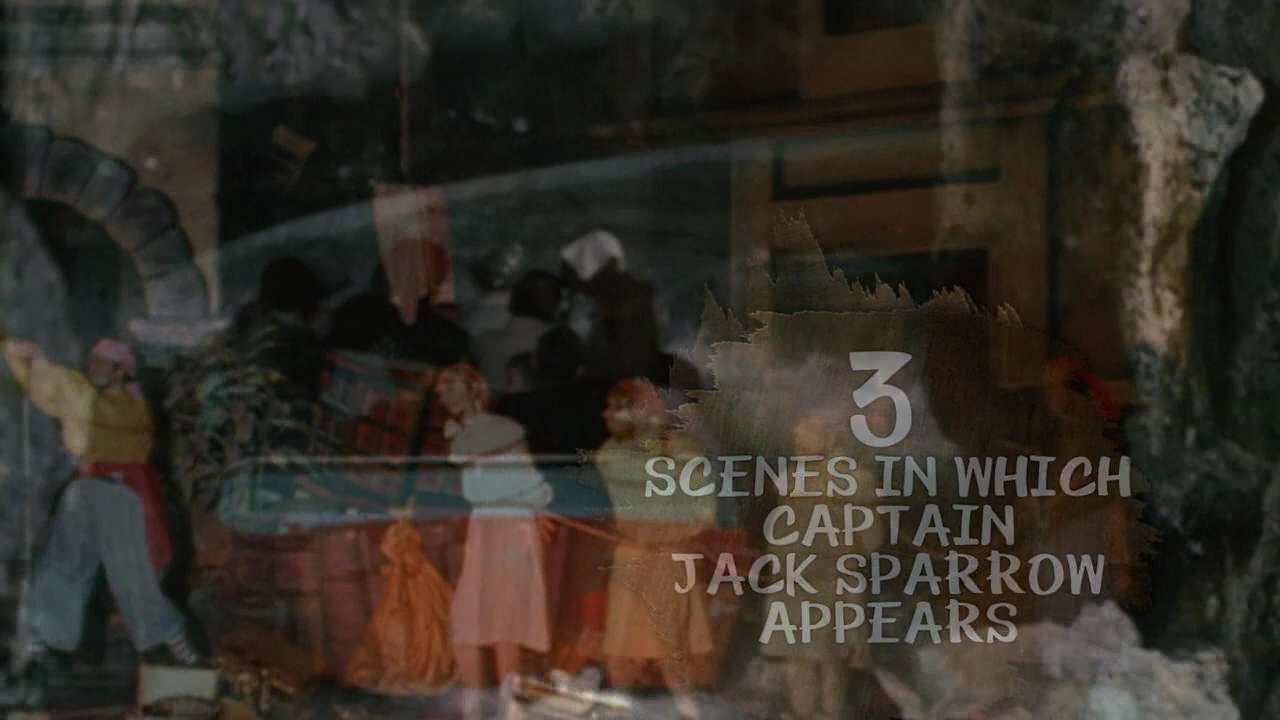 3
SCENES IN WHICH
CAPTAIN
JACK SPARROW
APPEARS